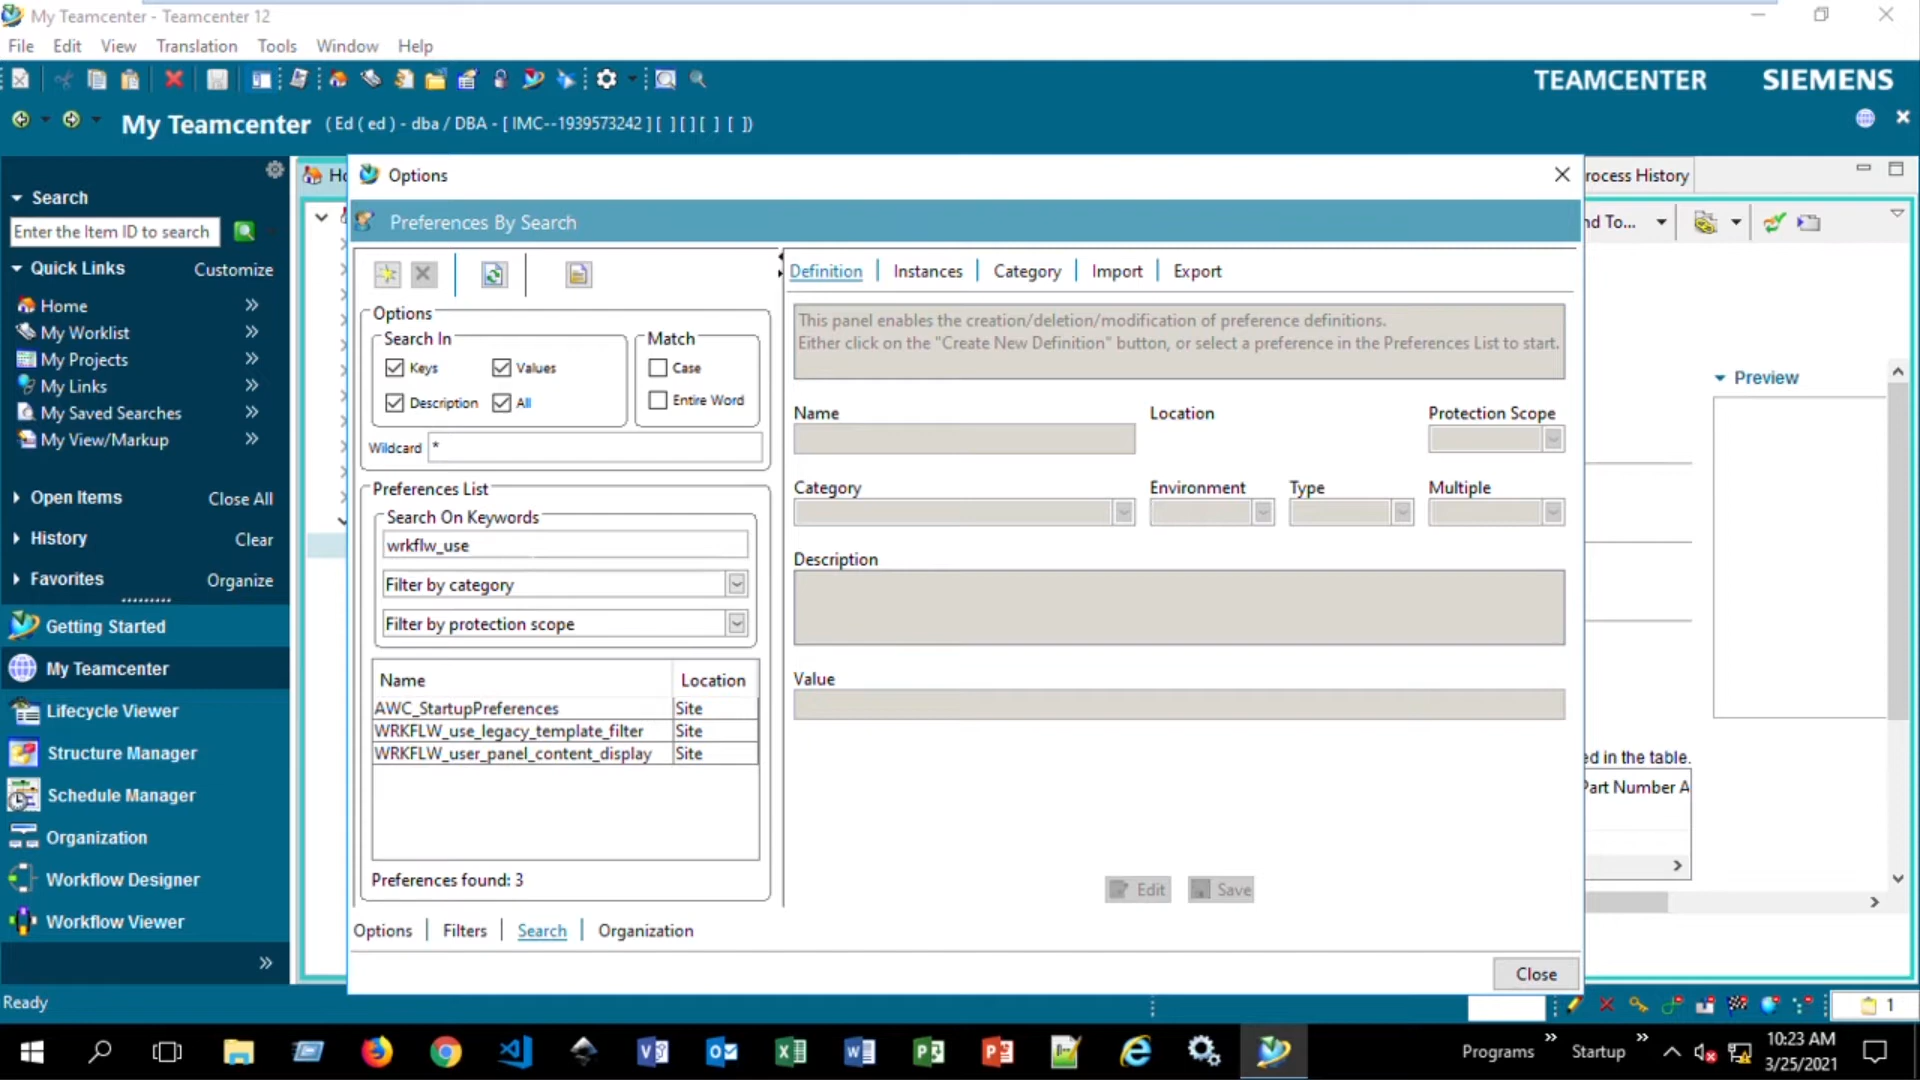 My Teamcenter - Teamcenter 12
File Edit View Translation Tools Window Help
TEAMCENTER SIEMENS
My Teamcenter ( Ed ( ed ) - dba / DBA - [ IMC--1939573242 ] [ ] [ ] [ ] [ ])
Search
Enter the Item ID to search
Quick Links Customize
Home
My Worklist
My Projects
My Links
My Saved Searches
My View/Markup
Open Items Close All
History Clear
Favorites Organize
Getting Started
My Teamcenter
Lifecycle Viewer
Structure Manager
Schedule Manager
Organization
Workflow Designer
Workflow Viewer
Options
Preferences By Search
Options
Search In
Keys Values
Description All
Match
Case
Entire Word
Wildcard *
Preferences List
Search On Keywords
wrkflw_use
Filter by category
Filter by protection scope
Name Location
AWC_StartupPreferences Site
WRKFLW_use_legacy_template_filter Site
WRKFLW_user_panel_content_display Site
Preferences found: 3
Options Filters Search Organization
Definition Instances Category Import Export
This panel enables the creation/deletion/modification of preference definitions.
Either click on the "Create New Definition" button, or select a preference in the Preferences List to start.
Name Location Protection Scope
Category Environment Type Multiple
Description
Value
Edit Save
Close
rocess History
nd To...
Preview
ed in the table.
Part Number A
Ready
1
Programs Startup
10:23 AM
3/25/2021